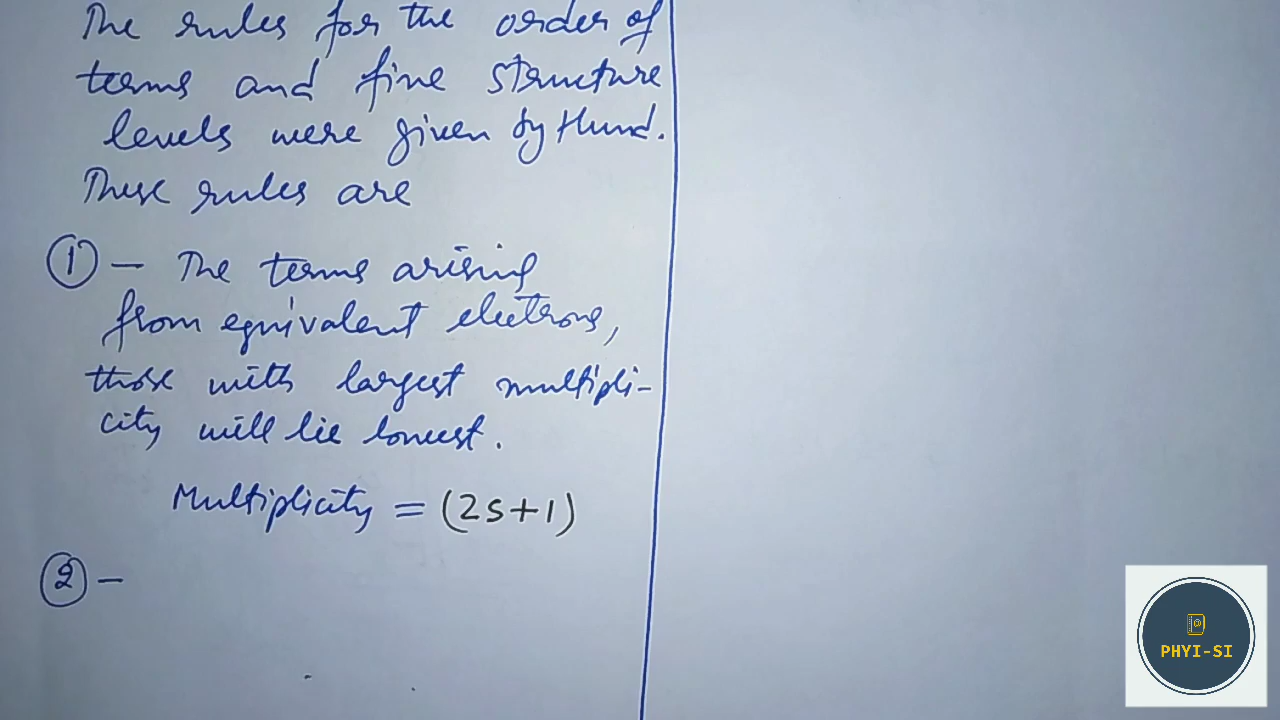 The rules for the order of
terms and fine structure
levels were given by Hund.
These rules are
① — The terms arising
from equivalent electrons,
those with largest multipli-
city will lie lowest.
Multiplicity = (2s+1)
② —
PHYI-SI